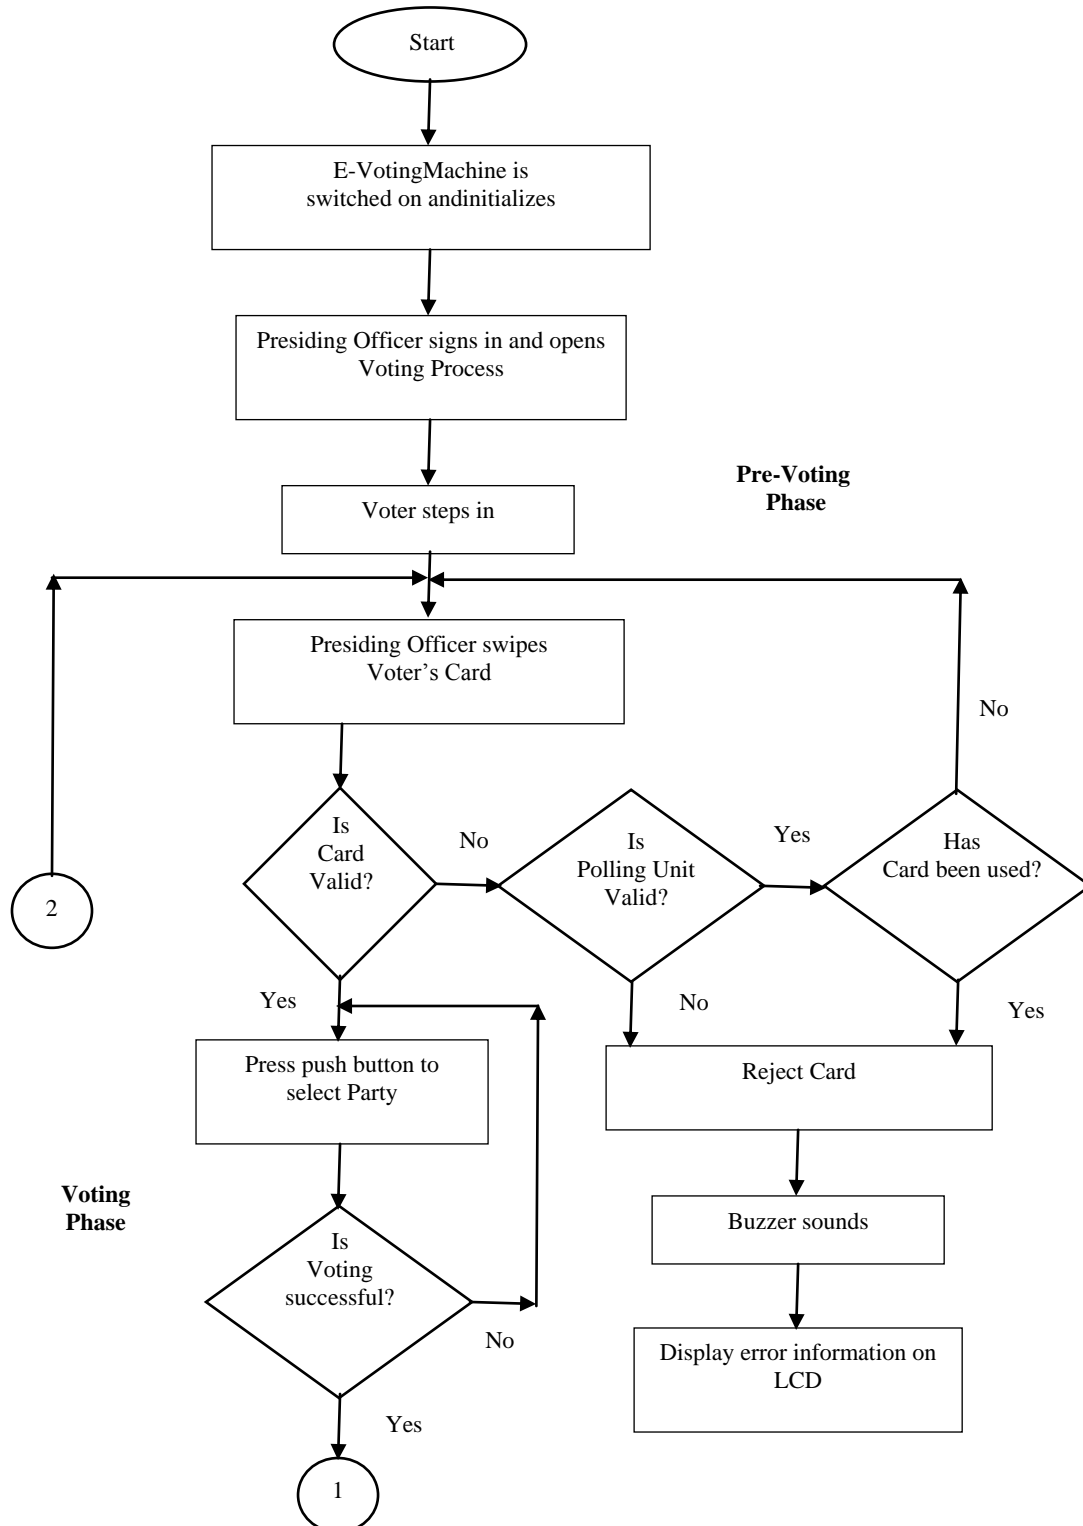 Start
E-VotingMachine is
switched on andinitializes
Presiding Officer signs in and opens
Voting Process
Pre-Voting
Phase
Voter steps in
Presiding Officer swipes
Voter’s Card
No
Is
Card
Valid?
No
Is
Polling Unit
Valid?
Yes
Has
Card been used?
2
Yes
No
Yes
Press push button to
select Party
Reject Card
Voting
Phase
Buzzer sounds
Is
Voting
successful?
No
Display error information on
LCD
Yes
1